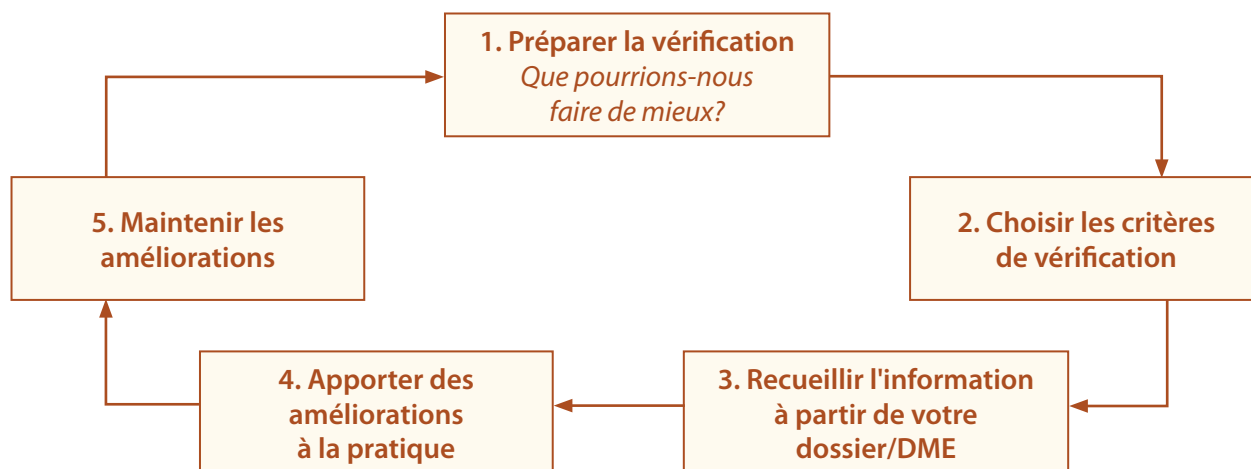 1. Préparer la vérification
Que pourrions-nous
faire de mieux?
2. Choisir les critères
de vérification
3. Recueillir l'information
à partir de votre
dossier/DME
4. Apporter des
améliorations
à la pratique
5. Maintenir les
améliorations